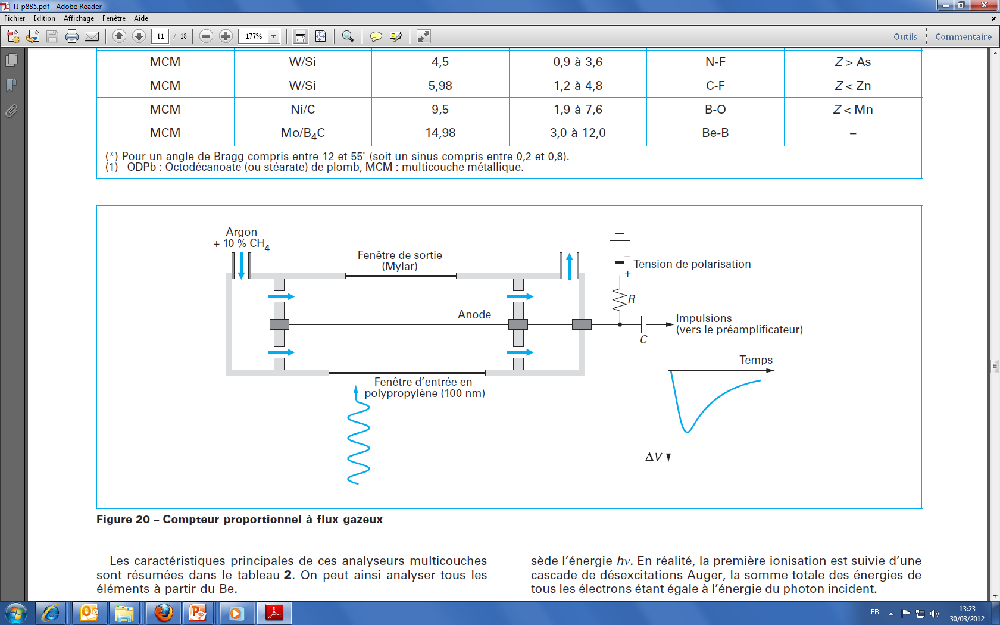 TI-p885.pdf - Adobe Reader
Fichier Edition Affichage Fenêtre Aide
11 / 18 177% Outils Commentaire
MCM W/Si 4,5 0,9 à 3,6 N-F Z > As
MCM W/Si 5,98 1,2 à 4,8 C-F Z < Zn
MCM Ni/C 9,5 1,9 à 7,6 B-O Z < Mn
MCM Mo/B4C 14,98 3,0 à 12,0 Be-B –
(*) Pour un angle de Bragg compris entre 12 et 55° (soit un sinus compris entre 0,2 et 0,8).
(1) ODPb : Octodécanoate (ou stéarate) de plomb, MCM : multicouche métallique.
Argon
+ 10 % CH4
Fenêtre de sortie
(Mylar)
–
Tension de polarisation
+
R
Anode
Impulsions
(vers le préamplificateur)
C
Temps
Fenêtre d'entrée en
polypropylène (100 nm)
ΔV
Figure 20 – Compteur proportionnel à flux gazeux
Les caractéristiques principales de ces analyseurs multicouches
sont résumées dans le tableau 2. On peut ainsi analyser tous les
éléments à partir du Be.
sède l'énergie hν. En réalité, la première ionisation est suivie d'une
cascade de désexcitations Auger, la somme totale des énergies de
tous les électrons étant égale à l'énergie du photon incident.
FR
13:23
30/03/2012